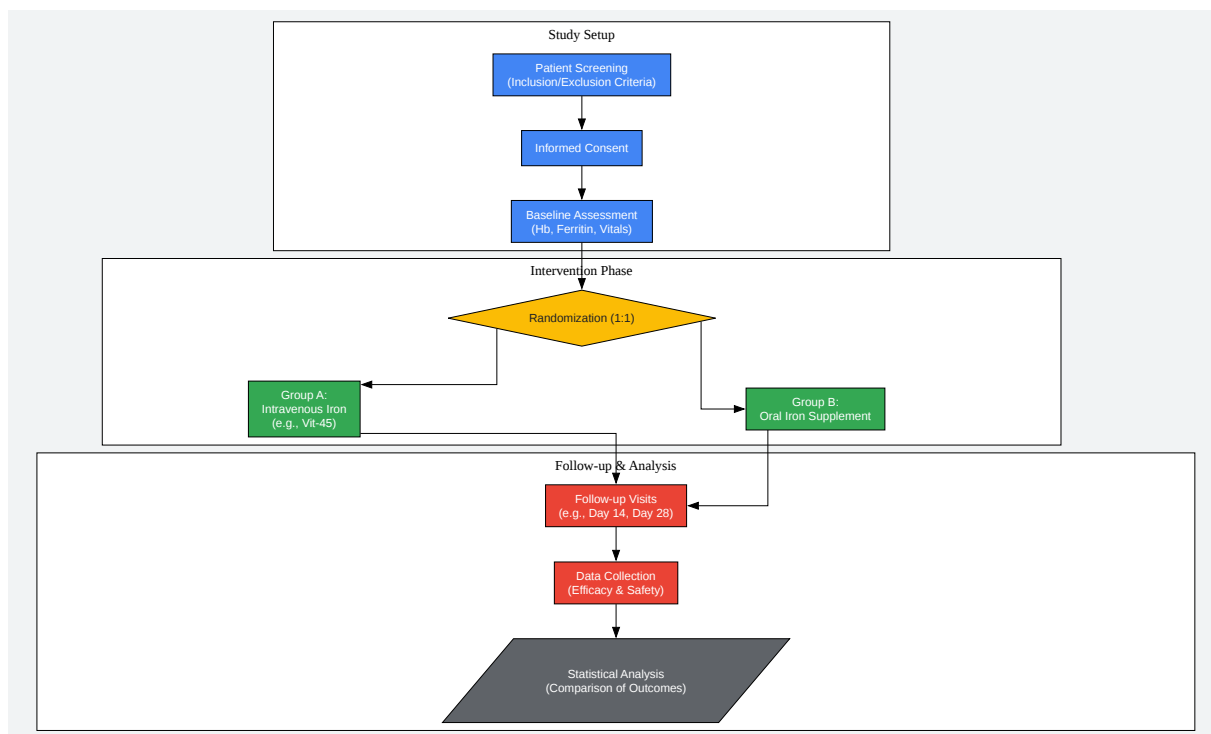 Study Setup
Patient Screening
(Inclusion/Exclusion Criteria)
Informed Consent
Baseline Assessment
(Hb, Ferritin, Vitals)
Intervention Phase
Randomization (1:1)
Group A:
Intravenous Iron
(e.g., Vit-45)
Group B:
Oral Iron Supplement
Follow-up & Analysis
Follow-up Visits
(e.g., Day 14, Day 28)
Data Collection
(Efficacy & Safety)
Statistical Analysis
(Comparison of Outcomes)